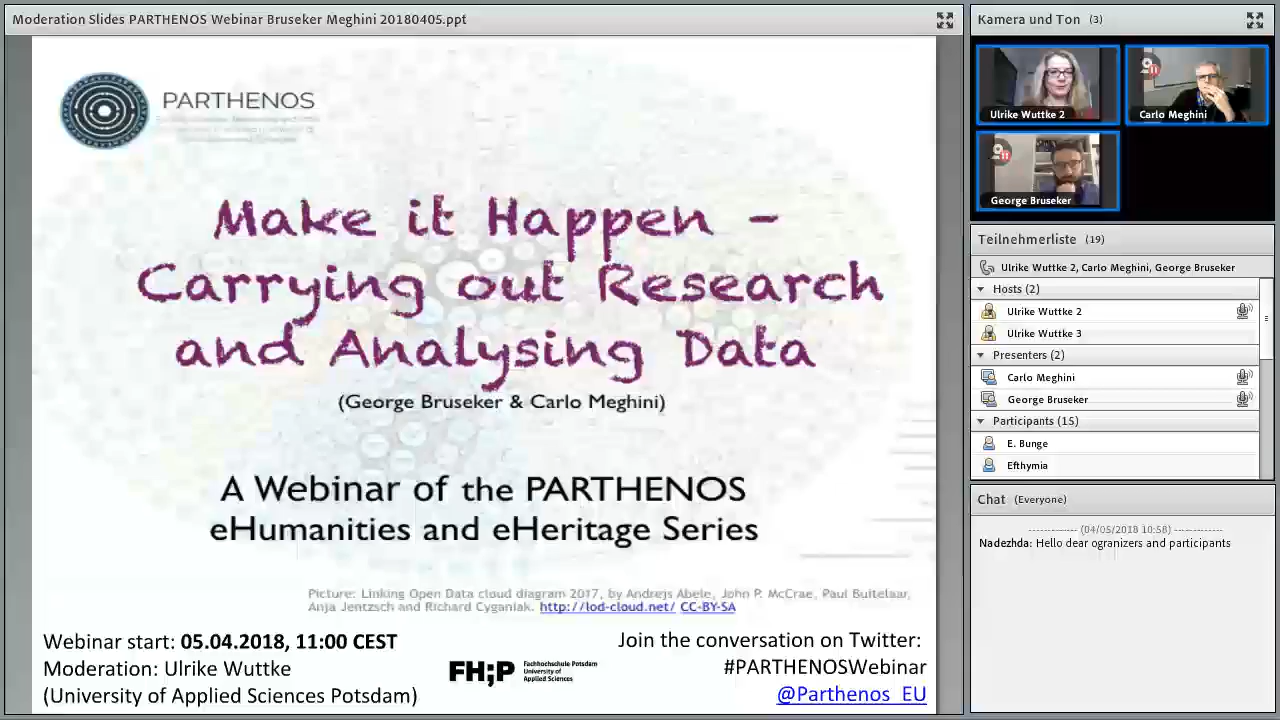 Moderation Slides PARTHENOS Webinar Bruseker Meghini 20180405.ppt
PARTHENOS
Make it Happen –
Carrying out Research
and Analysing Data
(George Bruseker & Carlo Meghini)
A Webinar of the PARTHENOS
eHumanities and eHeritage Series
Picture: Linking Open Data cloud diagram 2017, by Andrejs Abele, John P. McCrae, Paul Buitelaar,
Anja Jentzsch and Richard Cyganiak. http://lod-cloud.net/ CC-BY-SA
Webinar start: 05.04.2018, 11:00 CEST
Moderation: Ulrike Wuttke
(University of Applied Sciences Potsdam)
FH;P
Fachhochschule Potsdam
University of
Applied Sciences
Join the conversation on Twitter:
#PARTHENOSWebinar
@Parthenos_EU
Kamera und Ton (3)
Ulrike Wuttke 2
Carlo Meghini
George Bruseker
Teilnehmerliste (19)
Ulrike Wuttke 2, Carlo Meghini, George Bruseker
Hosts (2)
Ulrike Wuttke 2
Ulrike Wuttke 3
Presenters (2)
Carlo Meghini
George Bruseker
Participants (15)
E. Bunge
Efthymia
Chat (Everyone)
------------- (04/05/2018 10:58) -------------
Nadezhda: Hello dear ogranizers and participants